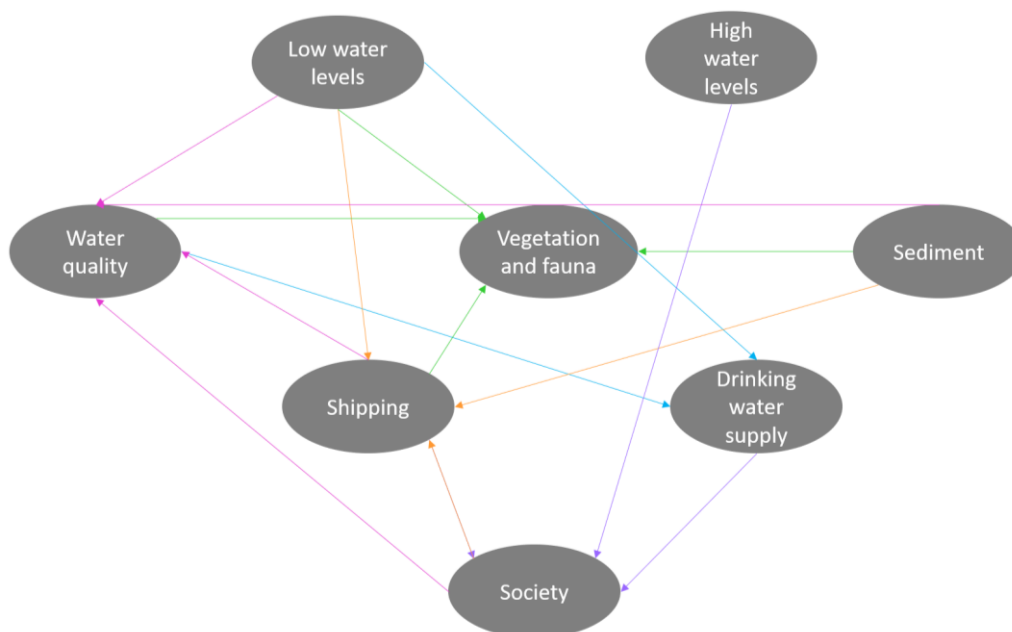 Low water
levels
High
water
levels
Water
quality
Vegetation
and fauna
Sediment
Shipping
Drinking
water
supply
Society